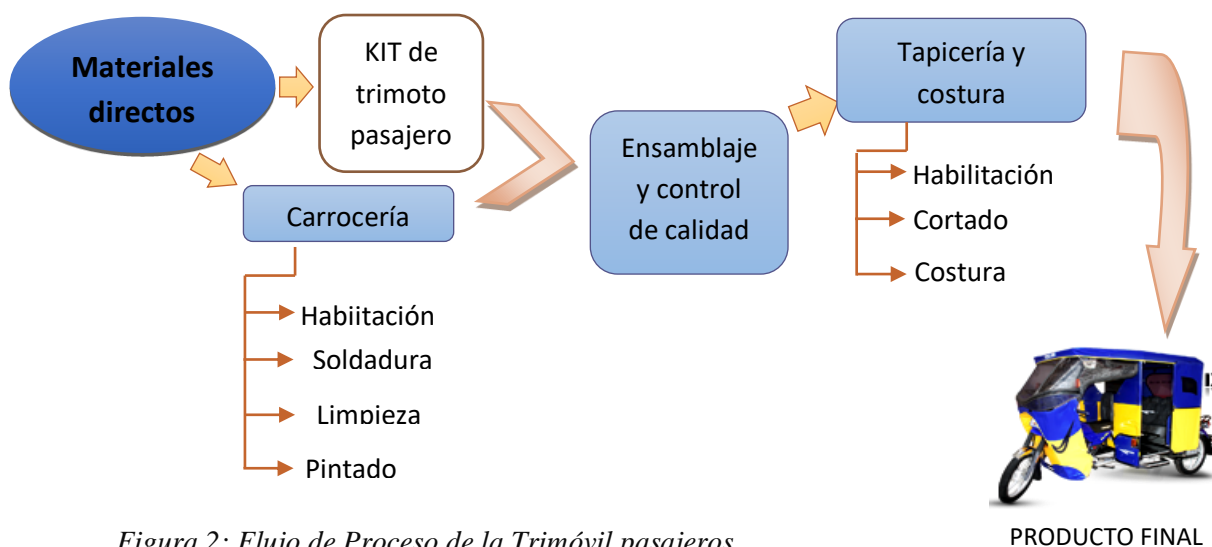 Materiales
directos
KIT de
trimoto
pasajero
Carrocería
Habiitación
Soldadura
Limpieza
Pintado
Ensamblaje
y control
de calidad
Tapicería y
costura
Habilitación
Cortado
Costura
PRODUCTO FINAL
Figura 2: Flujo de Proceso de la Trimóvil pasajeros